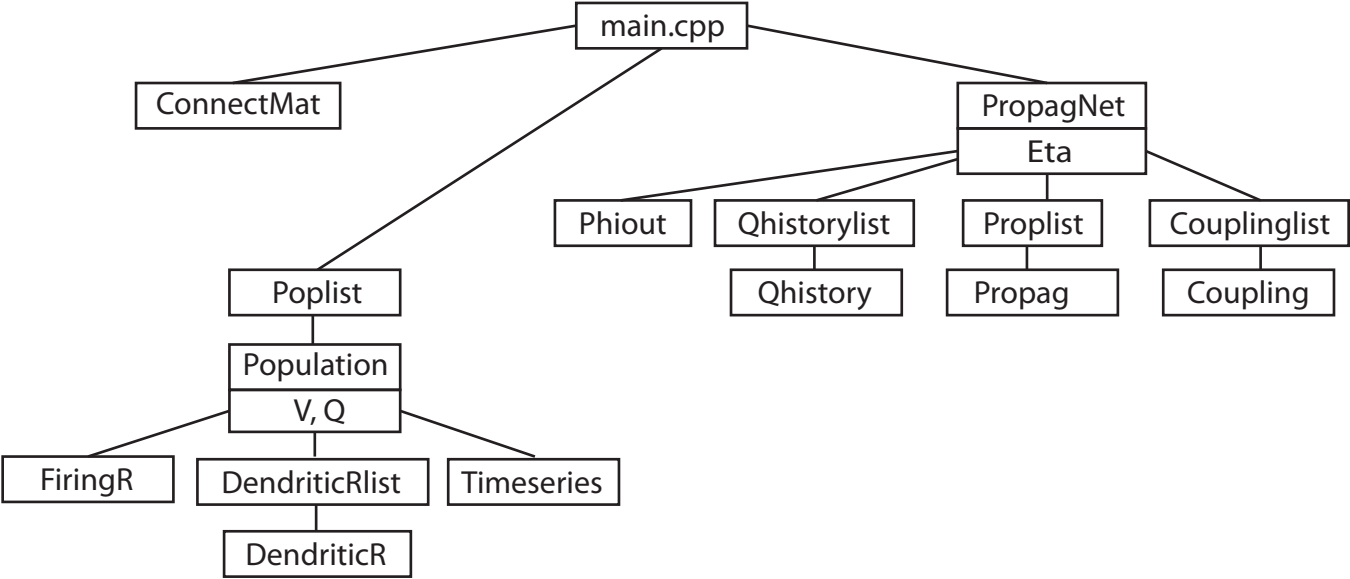 main.cpp
ConnectMat
PropagNet
Eta
Phiout
Qhistorylist
Proplist
Couplinglist
Qhistory
Propag
Coupling
Poplist
Population
V, Q
FiringR
DendriticRlist
Timeseries
DendriticR